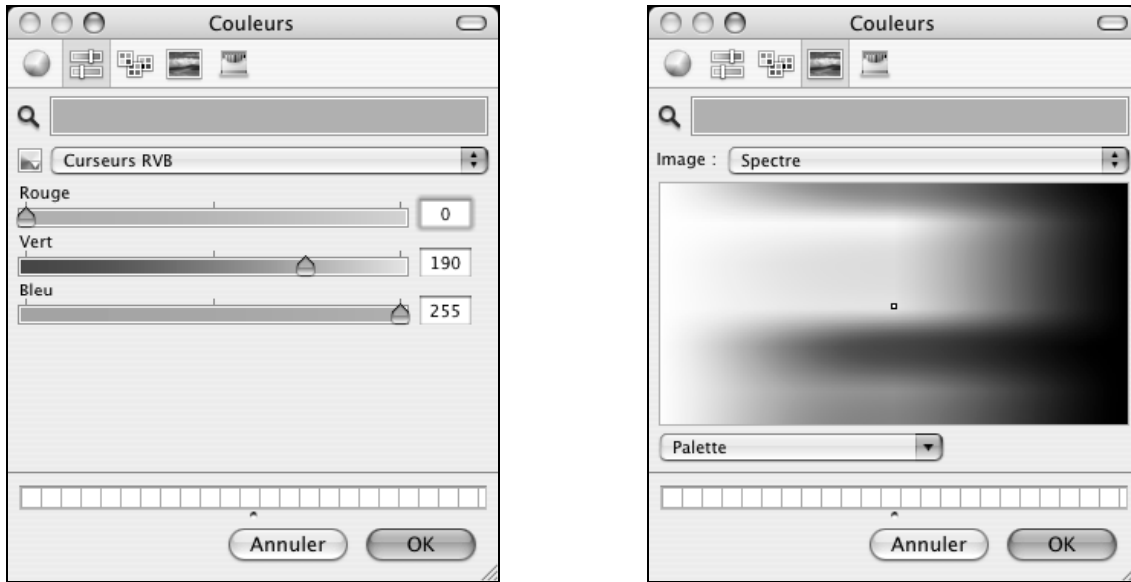 Couleurs
Curseurs RVB
Rouge
0
Vert
190
Bleu
255
Annuler OK
Couleurs
Image : Spectre
Palette
Annuler OK